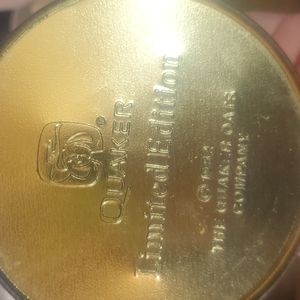 ®
QUAKER
Limited Edition
THE QUAKER OATS
COMPANY